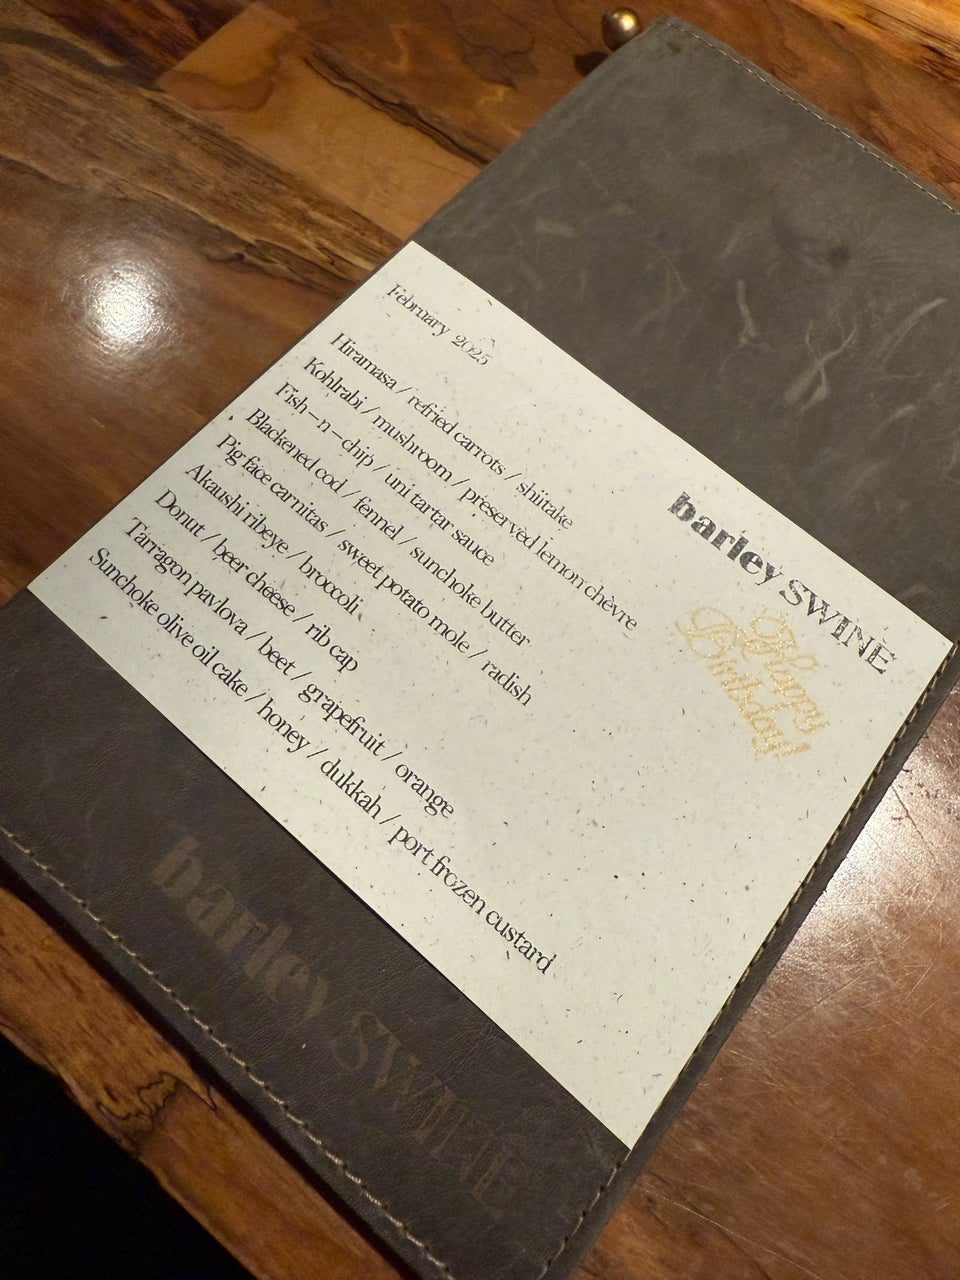 February 2025
Hiramasa / refried carrots / shiitake
Kohlrabi / mushroom / preserved lemon chèvre
Fish-n-chip / uni tartar sauce
Blackened cod / fennel / sunchoke butter
Pig face carnitas / sweet potato mole / radish
Akaushi ribeye / broccoli
Donut / beer cheese / rib cap
Tarragon pavlova / beet / grapefruit / orange
Sunchoke olive oil cake / honey / dukkah / port frozen custard
barley SWINE
Happy
Birthday!
barley SWINE